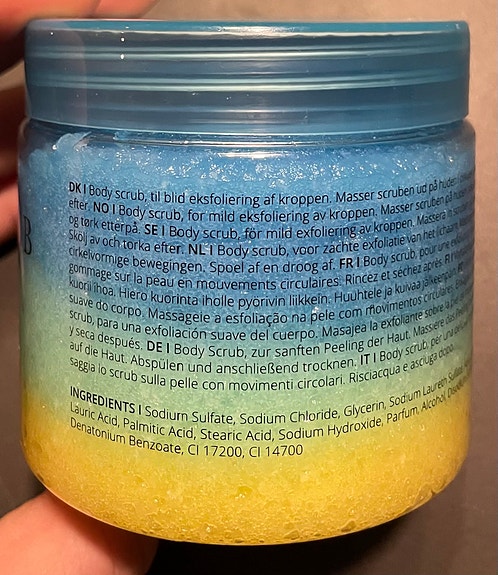 B
DK | Body scrub, til blid eksfoliering af kroppen. Masser scruben ud på huden
efter. NO | Body scrub, for mild eksfoliering av kroppen. Masser scruben på
og tørk etterpå. SE | Body scrub, för mild exfoliering av kroppen. Massera in
Skölj av och torka efter. NL | Body scrub, voor zachte exfoliatie van het lichaam.
cirkelvormige bewegingen. Spoel af en droog af. FR | Body scrub, pour une
gommage sur la peau en mouvements circulaires. Rincez et séchez après.
kuorii ihoa. Hiero kuorinta iholle pyörivin liikkein. Huuhtele ja kuivaa jälkeenpäin.
suave do corpo. Massageie a esfoliação na pele com movimentos circulares.
scrub, para una exfoliación suave del cuerpo. Masajea la exfoliante sobre
y seca después. DE | Body Scrub, zur sanften Peeling der Haut. Massiere das
auf die Haut. Abspülen und anschließend trocknen. IT | Body scrub, per una
saggia lo scrub sulla pelle con movimenti circolari. Risciacqua e asciuga dopo.
INGREDIENTS | Sodium Sulfate, Sodium Chloride, Glycerin, Sodium Laureth Sulfate,
Lauric Acid, Palmitic Acid, Stearic Acid, Sodium Hydroxide, Parfum, Alcohol,
Denatonium Benzoate, CI 17200, CI 14700